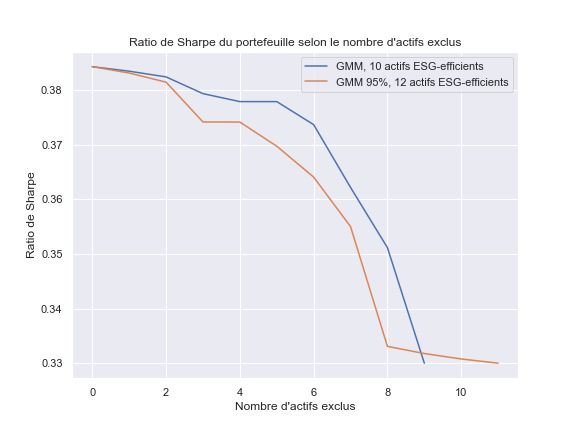 Ratio de Sharpe du portefeuille selon le nombre d'actifs exclus
GMM, 10 actifs ESG-efficients
GMM 95%, 12 actifs ESG-efficients
Ratio de Sharpe
0.38
0.37
0.36
0.35
0.34
0.33
0 2 4 6 8 10
Nombre d'actifs exclus